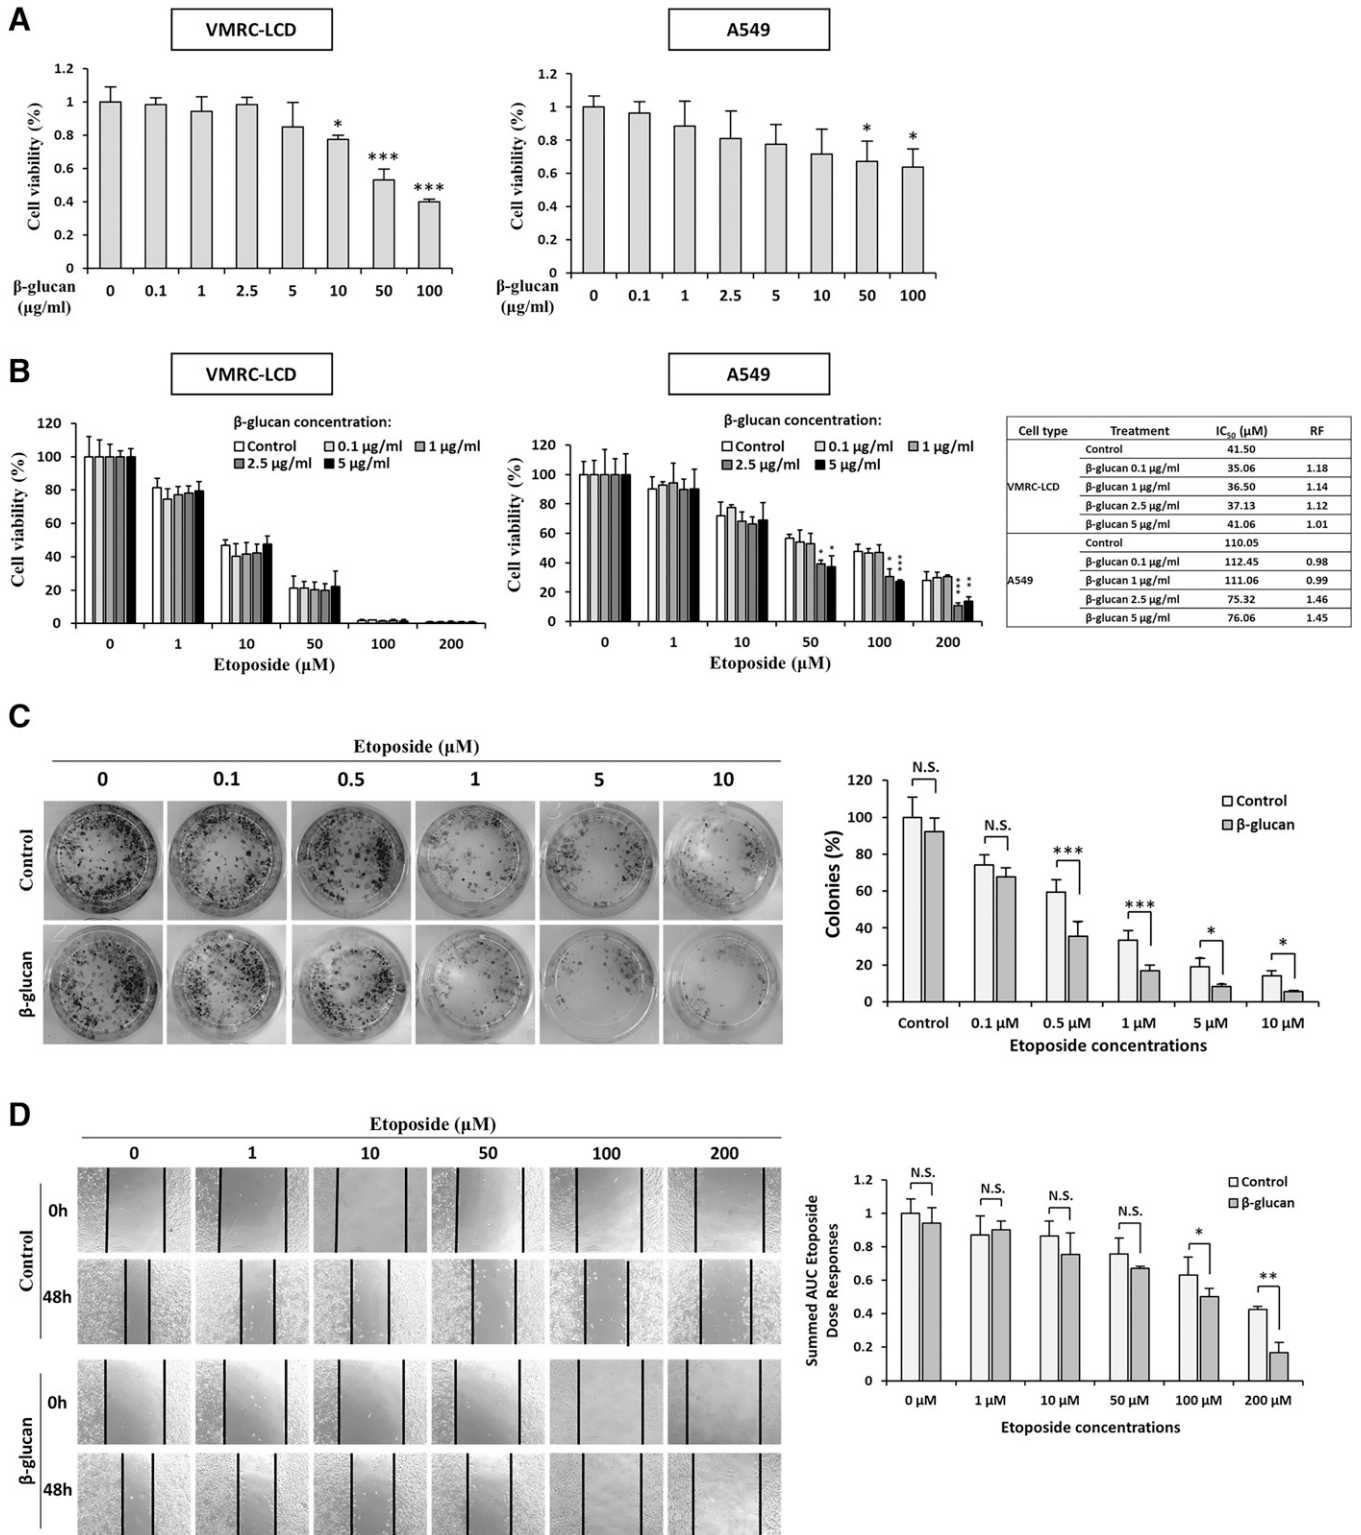 A
VMRC-LCD
A549
Cell viability (%)
1.2
1
0.8
0.6
0.4
0.2
0
*
***
***
β-glucan
(µg/ml)
0 0.1 1 2.5 5 10 50 100
Cell viability (%)
1.2
1
0.8
0.6
0.4
0.2
0
*
*
β-glucan
(µg/ml)
0 0.1 1 2.5 5 10 50 100
B
VMRC-LCD
A549
β-glucan concentration:
Control 0.1 µg/ml 1 µg/ml
2.5 µg/ml 5 µg/ml
Cell viability (%)
120
100
80
60
40
20
0
0 1 10 50 100 200
Etoposide (µM)
β-glucan concentration:
Control 0.1 µg/ml 1 µg/ml
2.5 µg/ml 5 µg/ml
Cell viability (%)
120
100
80
60
40
20
0
* *
* ***
*** **
0 1 10 50 100 200
Etoposide (µM)
Cell type Treatment IC50 (µM) RF
VMRC-LCD
Control 41.50
β-glucan 0.1 µg/ml 35.06 1.18
β-glucan 1 µg/ml 36.50 1.14
β-glucan 2.5 µg/ml 37.13 1.12
β-glucan 5 µg/ml 41.06 1.01
A549
Control 110.05
β-glucan 0.1 µg/ml 112.45 0.98
β-glucan 1 µg/ml 111.06 0.99
β-glucan 2.5 µg/ml 75.32 1.46
β-glucan 5 µg/ml 76.06 1.45
C
Etoposide (µM)
0 0.1 0.5 1 5 10
Control
β-glucan
Colonies (%)
120
100
80
60
40
20
0
N.S.
N.S.
***
***
*
*
Control
β-glucan
Control 0.1 µM 0.5 µM 1 µM 5 µM 10 µM
Etoposide concentrations
D
Etoposide (µM)
0 1 10 50 100 200
Control
0h
48h
β-glucan
0h
48h
Summed AUC Etoposide
Dose Responses
1.2
1
0.8
0.6
0.4
0.2
0
N.S.
N.S.
N.S.
N.S.
*
**
Control
β-glucan
0 µM 1 µM 10 µM 50 µM 100 µM 200 µM
Etoposide concentrations